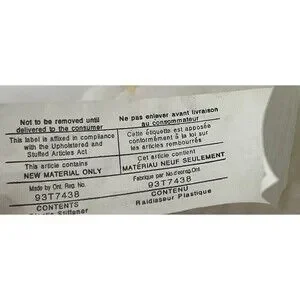 Not to be removed until
delivered to the consumer
This label is affixed in compliance
with the Upholstered and
Stuffed Articles Act
This article contains
NEW MATERIAL ONLY
Made by Ont. Reg. No.
93T7438
CONTENTS
Plastic Stiffener
Ne pas enlever avant livraison
au consommateur
Cette étiquette est apposée
conformément à la loi sur
les articles rembourrés
Cet article contient
MATÉRIAU NEUF SEULEMENT
Fabriqué par No d'enrg.Ont.
93T7438
CONTENU
Raidisseur Plastique